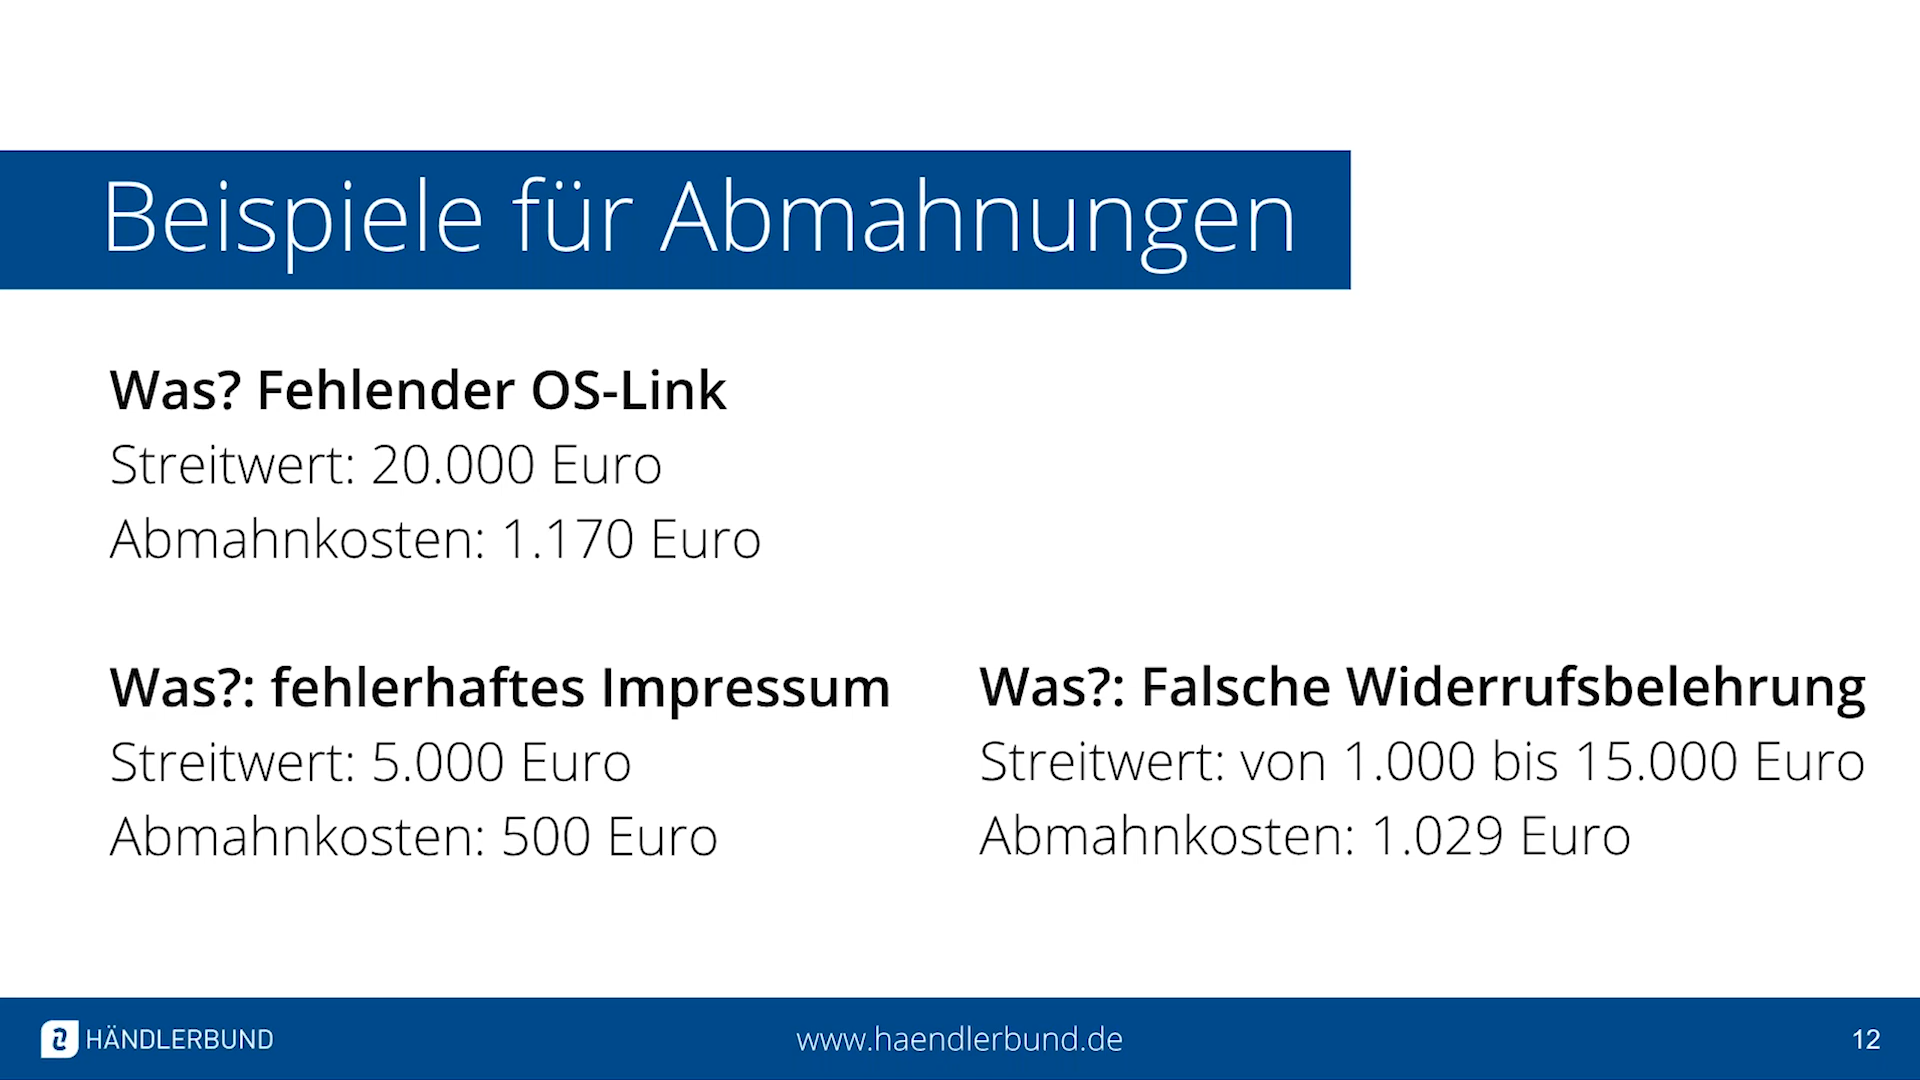 Beispiele für Abmahnungen
Was? Fehlender OS-Link
Streitwert: 20.000 Euro
Abmahnkosten: 1.170 Euro
Was?: fehlerhaftes Impressum
Streitwert: 5.000 Euro
Abmahnkosten: 500 Euro
Was?: Falsche Widerrufsbelehrung
Streitwert: von 1.000 bis 15.000 Euro
Abmahnkosten: 1.029 Euro
HÄNDLERBUND
www.haendlerbund.de
12